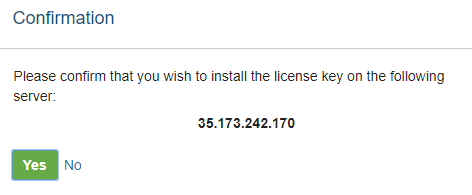 Confirmation
Please confirm that you wish to install the license key on the following
server:
35.173.242.170
Yes No